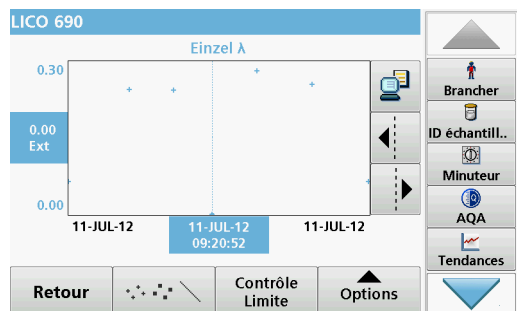 LICO 690
Einzel λ
0.30
0.00
Ext
0.00
11-JUL-12
11-JUL-12
09:20:52
11-JUL-12
Retour
Contrôle
Limite
Options
Brancher
ID échantill..
Minuteur
AQA
Tendances